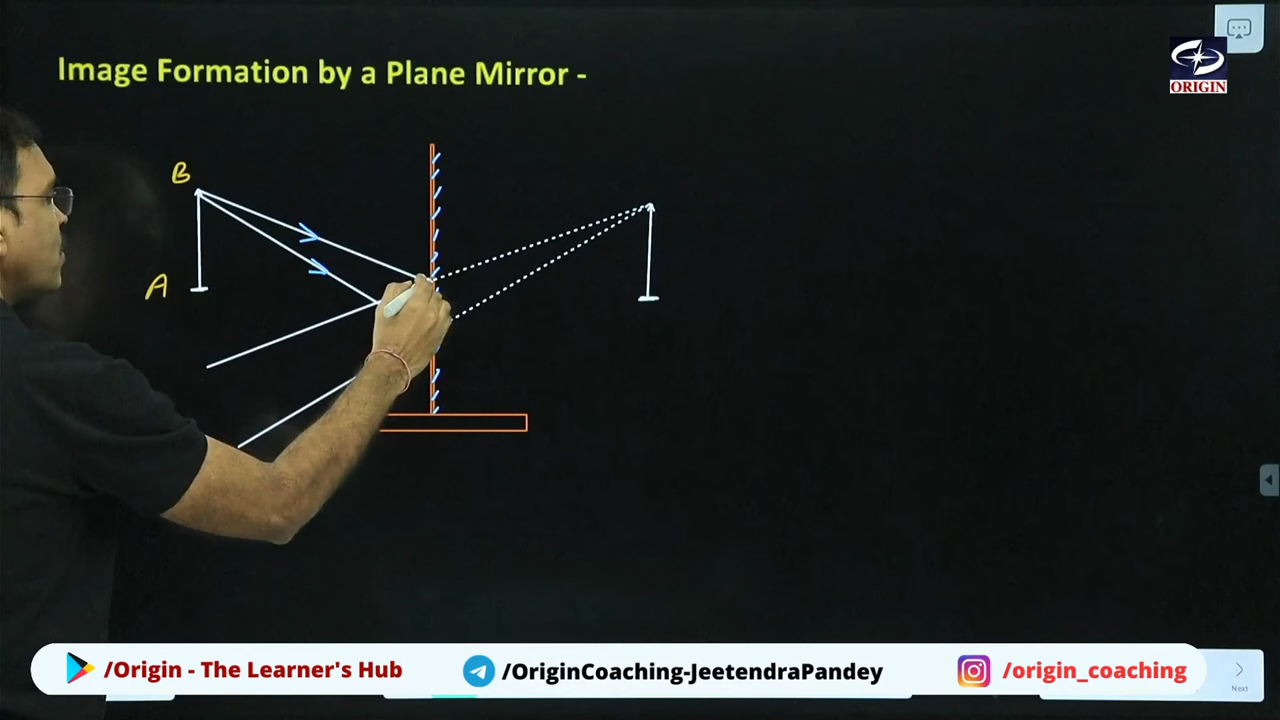 Image Formation by a Plane Mirror -
ORIGIN
B
A
/Origin - The Learner's Hub
/OriginCoaching-JeetendraPandey
/origin_coaching
Next